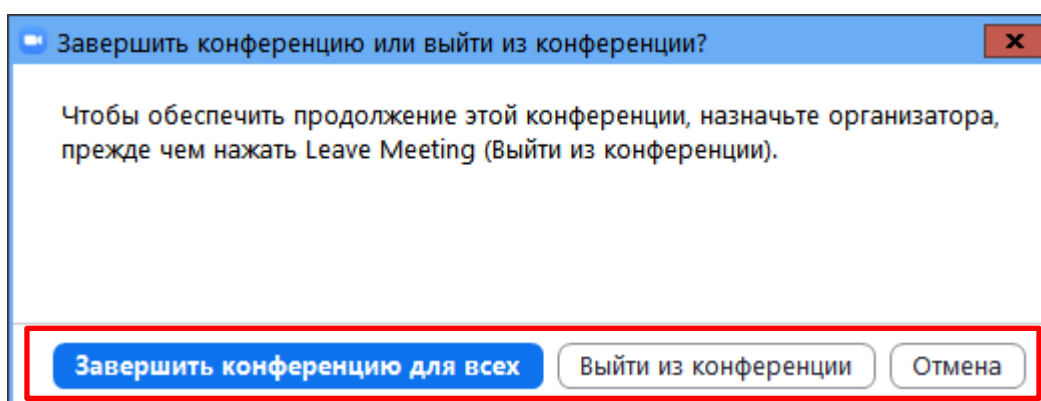 Завершить конференцию или выйти из конференции?
Чтобы обеспечить продолжение этой конференции, назначьте организатора,
прежде чем нажать Leave Meeting (Выйти из конференции).
Завершить конференцию для всех Выйти из конференции Отмена